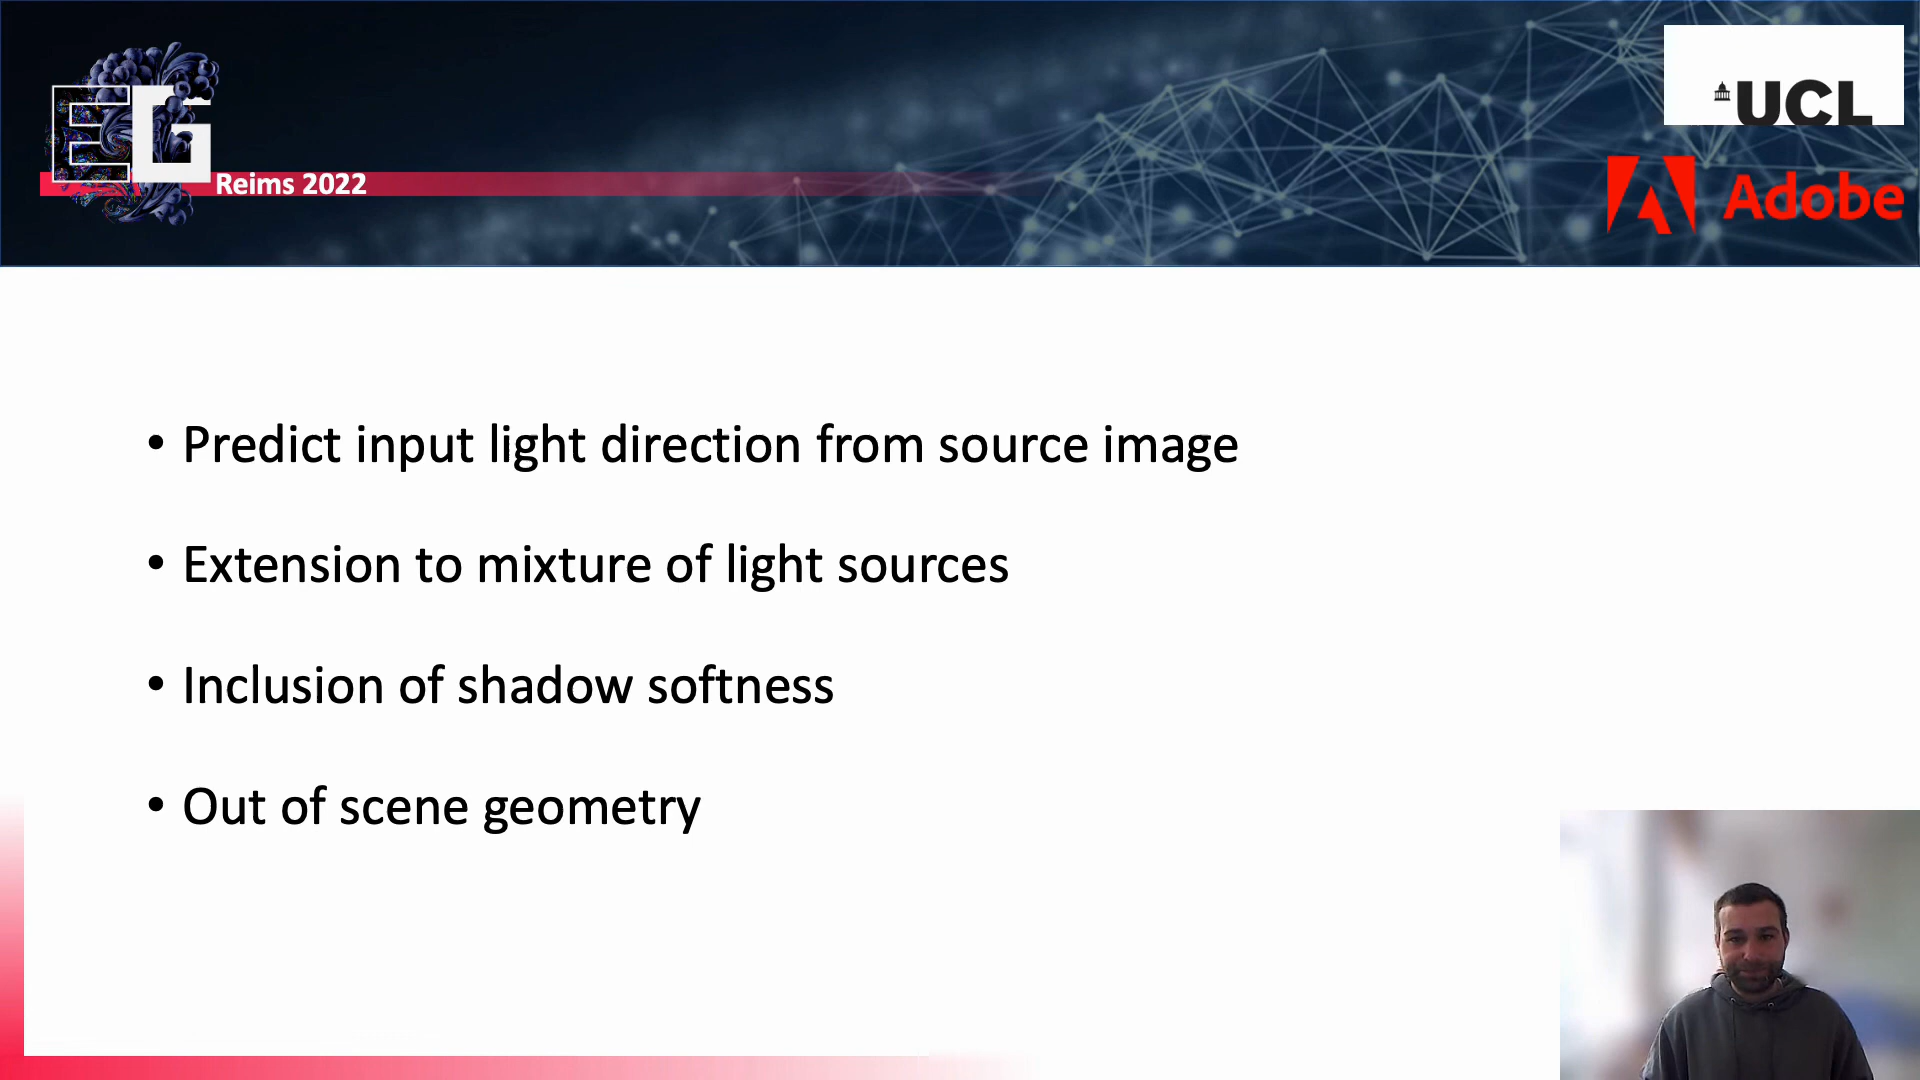 EG
Reims 2022
UCL
Adobe
• Predict input light direction from source image
• Extension to mixture of light sources
• Inclusion of shadow softness
• Out of scene geometry